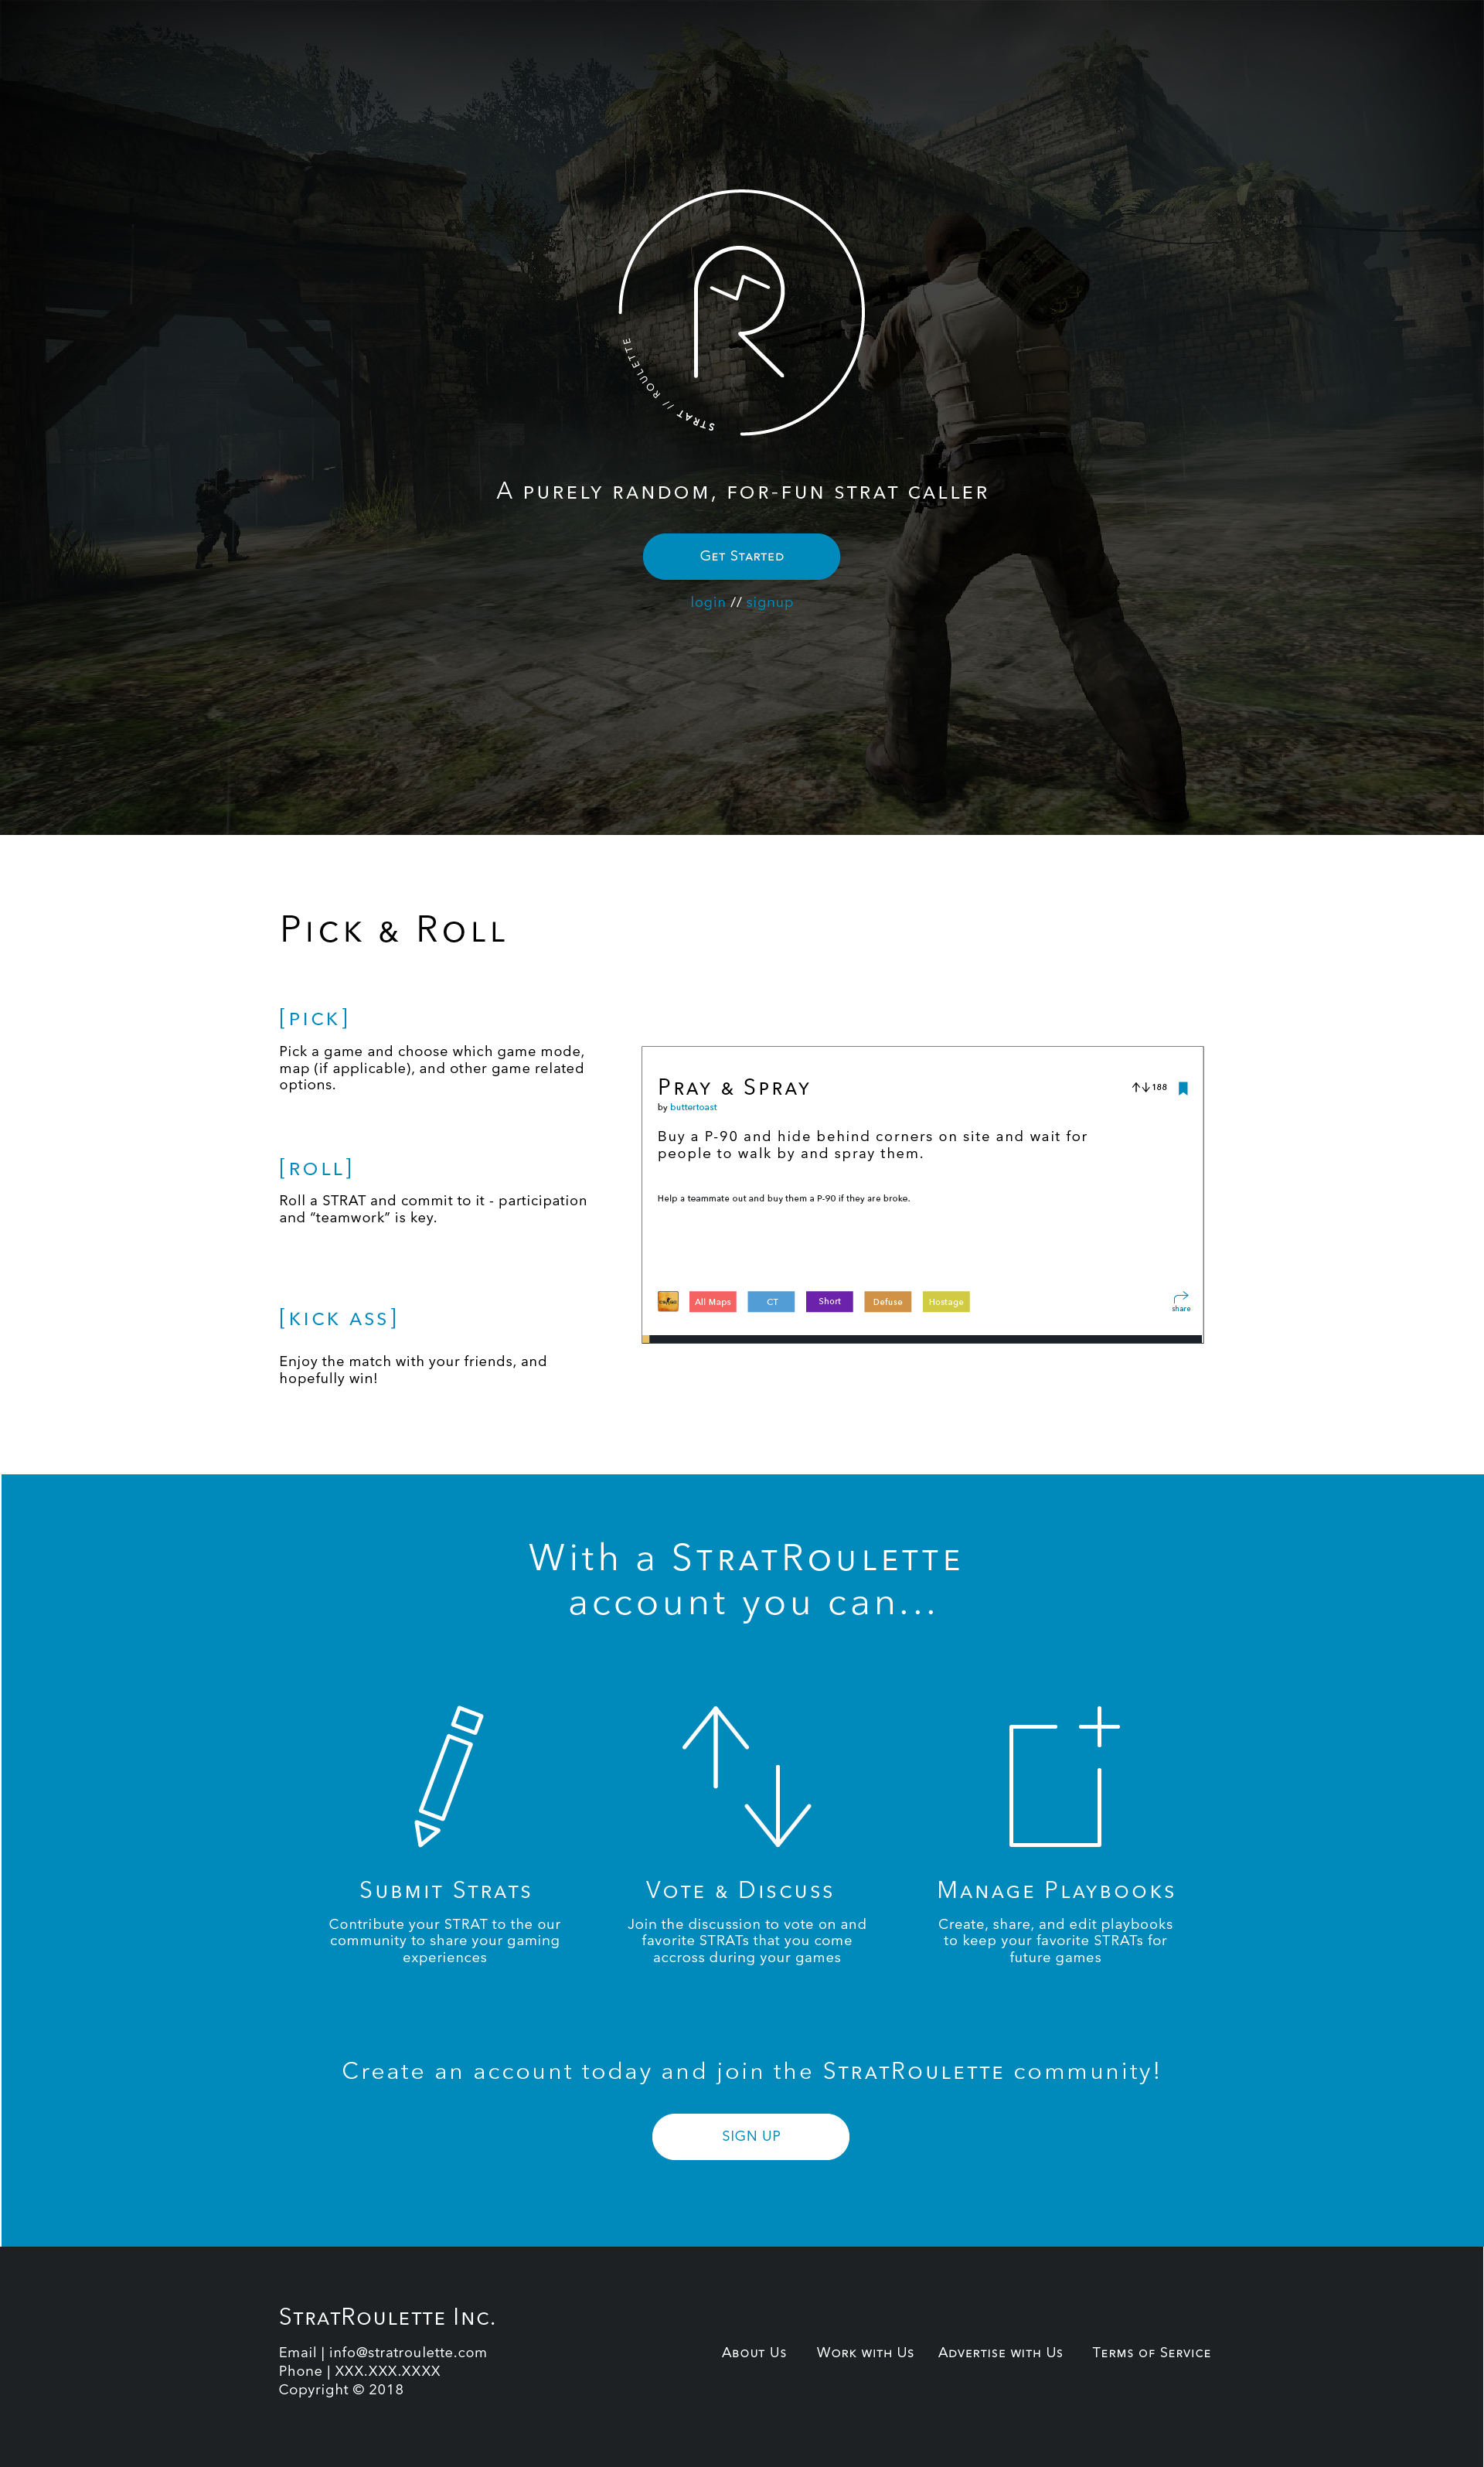 STRAT // ROULETTE
A PURELY RANDOM, FOR-FUN STRAT CALLER
GET STARTED
login // signup
PICK & ROLL
[PICK]
Pick a game and choose which game mode,
map (if applicable), and other game related
options.
[ROLL]
Roll a STRAT and commit to it - participation
and “teamwork” is key.
[KICK ASS]
Enjoy the match with your friends, and
hopefully win!
PRAY & SPRAY
188
by buttertoast
Buy a P-90 and hide behind corners on site and wait for
people to walk by and spray them.
Help a teammate out and buy them a P-90 if they are broke.
All Maps
CT
Short
Defuse
Hostage
share
With a STRATROULETTE
account you can...
SUBMIT STRATS
Contribute your STRAT to the our
community to share your gaming
experiences
VOTE & DISCUSS
Join the discussion to vote on and
favorite STRATs that you come
accross during your games
MANAGE PLAYBOOKS
Create, share, and edit playbooks
to keep your favorite STRATs for
future games
Create an account today and join the STRATROULETTE community!
SIGN UP
STRATROULETTE INC.
Email | info@stratroulette.com
Phone | XXX.XXX.XXXX
Copyright © 2018
ABOUT US
WORK WITH US
ADVERTISE WITH US
TERMS OF SERVICE